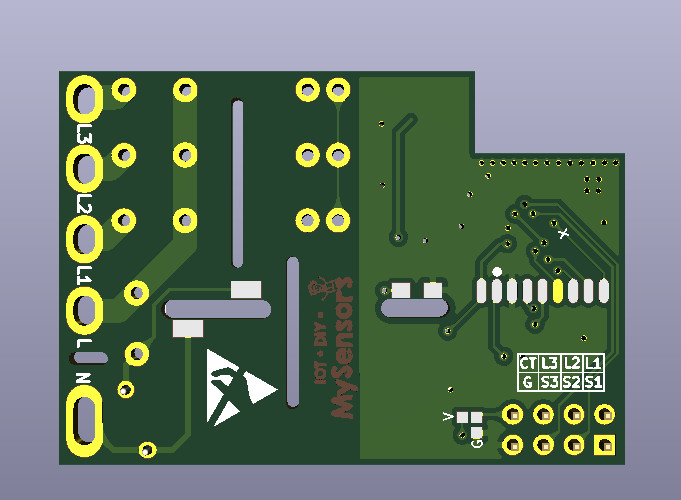 L3
L2
L1
L
N
IOT & DIY
MySensors
X
CT L3 L2 L1
G S3 S2 S1
V
G